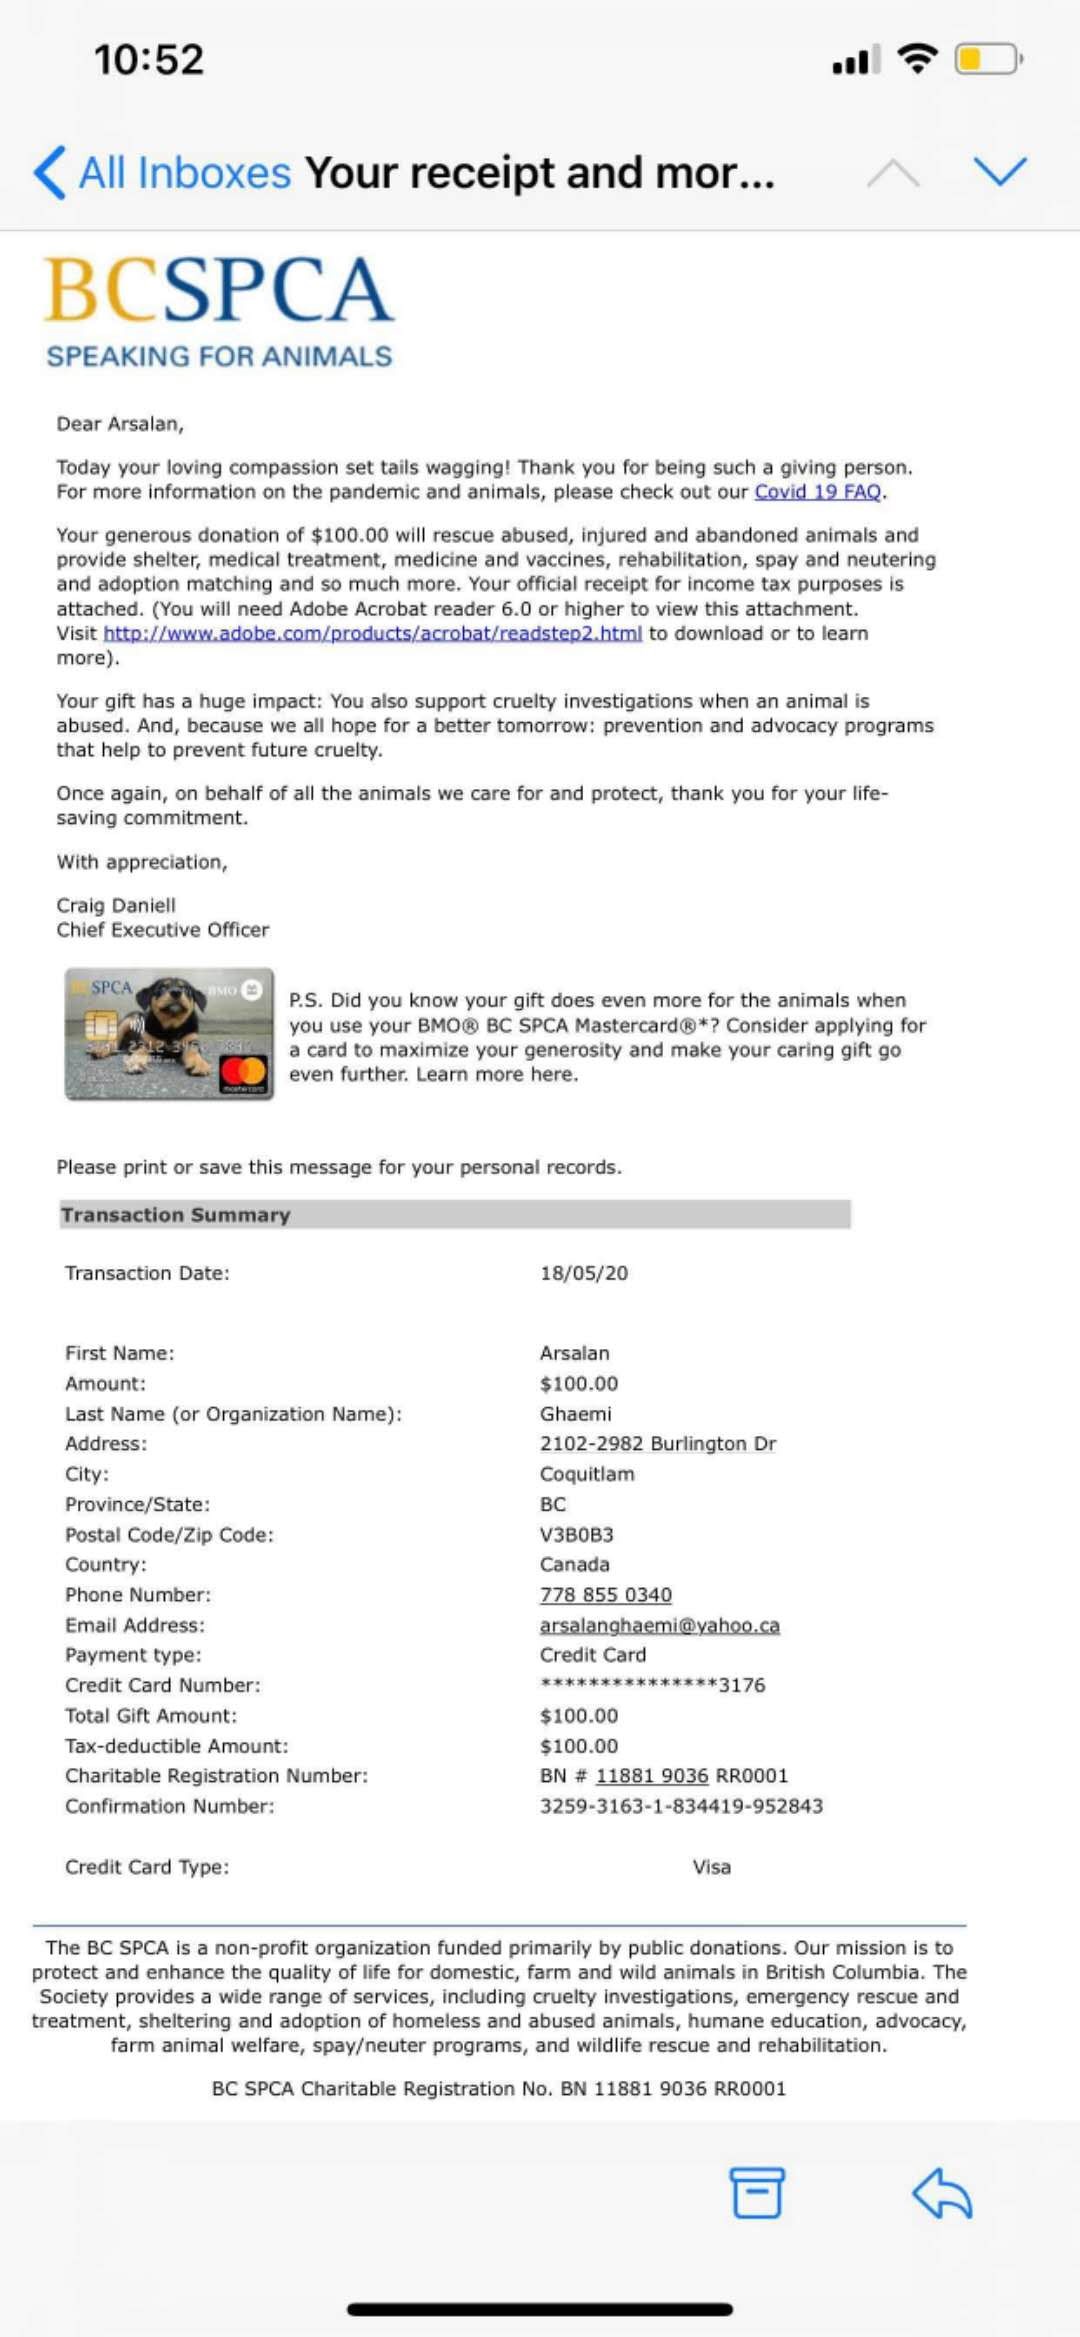 10:52
All Inboxes Your receipt and mor...
BCSPCA
SPEAKING FOR ANIMALS
Dear Arsalan,
Today your loving compassion set tails wagging! Thank you for being such a giving person.
For more information on the pandemic and animals, please check out our Covid 19 FAQ.
Your generous donation of $100.00 will rescue abused, injured and abandoned animals and
provide shelter, medical treatment, medicine and vaccines, rehabilitation, spay and neutering
and adoption matching and so much more. Your official receipt for income tax purposes is
attached. (You will need Adobe Acrobat reader 6.0 or higher to view this attachment.
Visit http://www.adobe.com/products/acrobat/readstep2.html to download or to learn
more).
Your gift has a huge impact: You also support cruelty investigations when an animal is
abused. And, because we all hope for a better tomorrow: prevention and advocacy programs
that help to prevent future cruelty.
Once again, on behalf of all the animals we care for and protect, thank you for your life-
saving commitment.
With appreciation,
Craig Daniell
Chief Executive Officer
BCSPCA BMO
mastercard
P.S. Did you know your gift does even more for the animals when
you use your BMO® BC SPCA Mastercard®*? Consider applying for
a card to maximize your generosity and make your caring gift go
even further. Learn more here.
Please print or save this message for your personal records.
Transaction Summary
Transaction Date: 18/05/20
First Name: Arsalan
Amount: $100.00
Last Name (or Organization Name): Ghaemi
Address: 2102-2982 Burlington Dr
City: Coquitlam
Province/State: BC
Postal Code/Zip Code: V3B0B3
Country: Canada
Phone Number: 778 855 0340
Email Address: arsalanghaemi@yahoo.ca
Payment type: Credit Card
Credit Card Number: ***************3176
Total Gift Amount: $100.00
Tax-deductible Amount: $100.00
Charitable Registration Number: BN # 11881 9036 RR0001
Confirmation Number: 3259-3163-1-834419-952843
Credit Card Type: Visa
The BC SPCA is a non-profit organization funded primarily by public donations. Our mission is to
protect and enhance the quality of life for domestic, farm and wild animals in British Columbia. The
Society provides a wide range of services, including cruelty investigations, emergency rescue and
treatment, sheltering and adoption of homeless and abused animals, humane education, advocacy,
farm animal welfare, spay/neuter programs, and wildlife rescue and rehabilitation.
BC SPCA Charitable Registration No. BN 11881 9036 RR0001